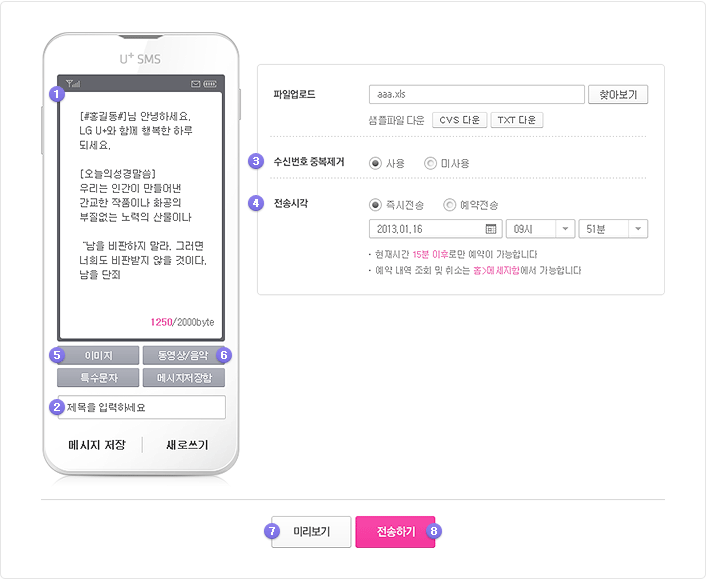 U+ SMS
1
[#홍길동#]님 안녕하세요.
LG U+와 함께 행복한 하루
되세요.
[오늘의성경말씀]
우리는 인간이 만들어낸
간교한 작품이나 화공의
부질없는 노력의 산물이나
"남을 비판하지 말라. 그러면
너희도 비판받지 않을 것이다.
남을 단죄
1250/2000byte
5 이미지 동영상/음악 6
특수문자 메시지저장함
2 제목을 입력하세요
메시지 저장 새로쓰기
파일업로드 aaa.xls 찾아보기
샘플파일 다운 CVS 다운 TXT 다운
3 수신번호 중복제거 사용 미사용
4 전송시각 즉시전송 예약전송
2013.01.16 09시 51분
· 현재시간 15분 이후로만 예약이 가능합니다
· 예약 내역 조회 및 취소는 홈>메세지함에서 가능합니다
7 미리보기 전송하기 8